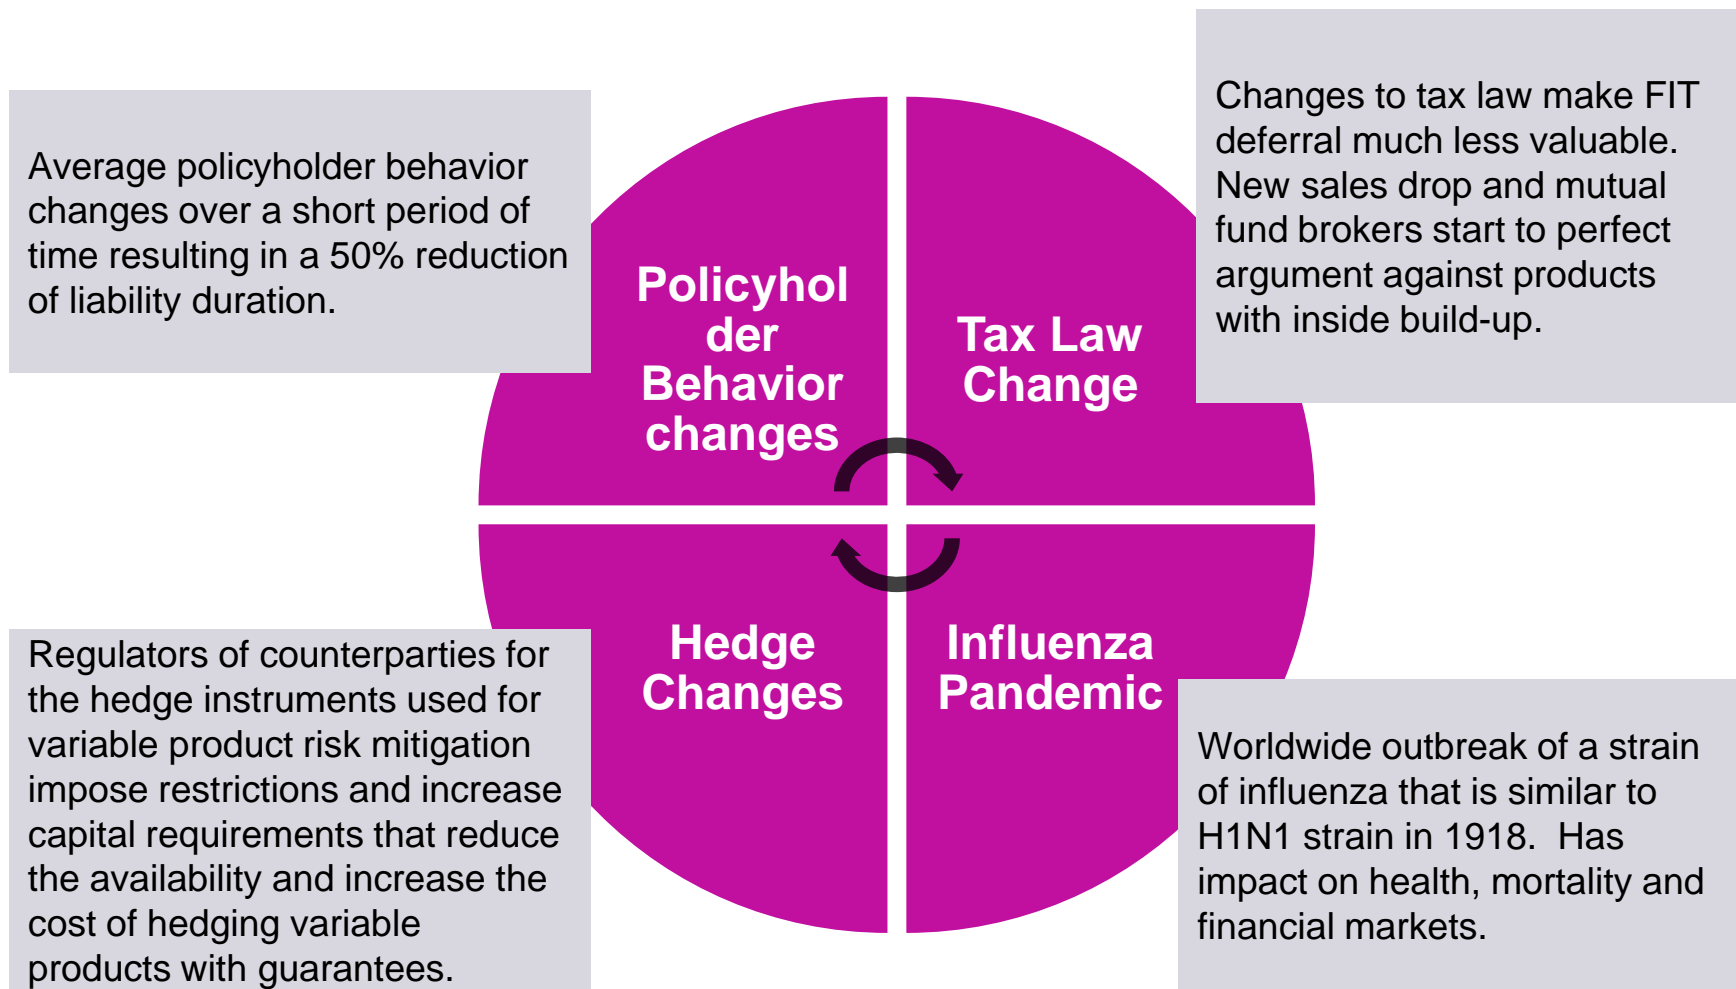 Average policyholder behavior
changes over a short period of
time resulting in a 50% reduction
of liability duration.
Policyhol
der
Behavior
changes
Tax Law
Change
Changes to tax law make FIT
deferral much less valuable.
New sales drop and mutual
fund brokers start to perfect
argument against products
with inside build-up.
Regulators of counterparties for
the hedge instruments used for
variable product risk mitigation
impose restrictions and increase
capital requirements that reduce
the availability and increase the
cost of hedging variable
products with guarantees.
Hedge
Changes
Influenza
Pandemic
Worldwide outbreak of a strain
of influenza that is similar to
H1N1 strain in 1918.  Has
impact on health, mortality and
financial markets.